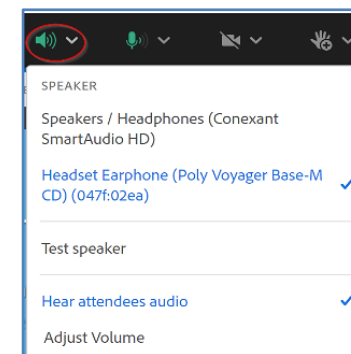 SPEAKER
Speakers / Headphones (Conexant
SmartAudio HD)
Headset Earphone (Poly Voyager Base-M
CD) (047f:02ea)
Test speaker
Hear attendees audio
Adjust Volume